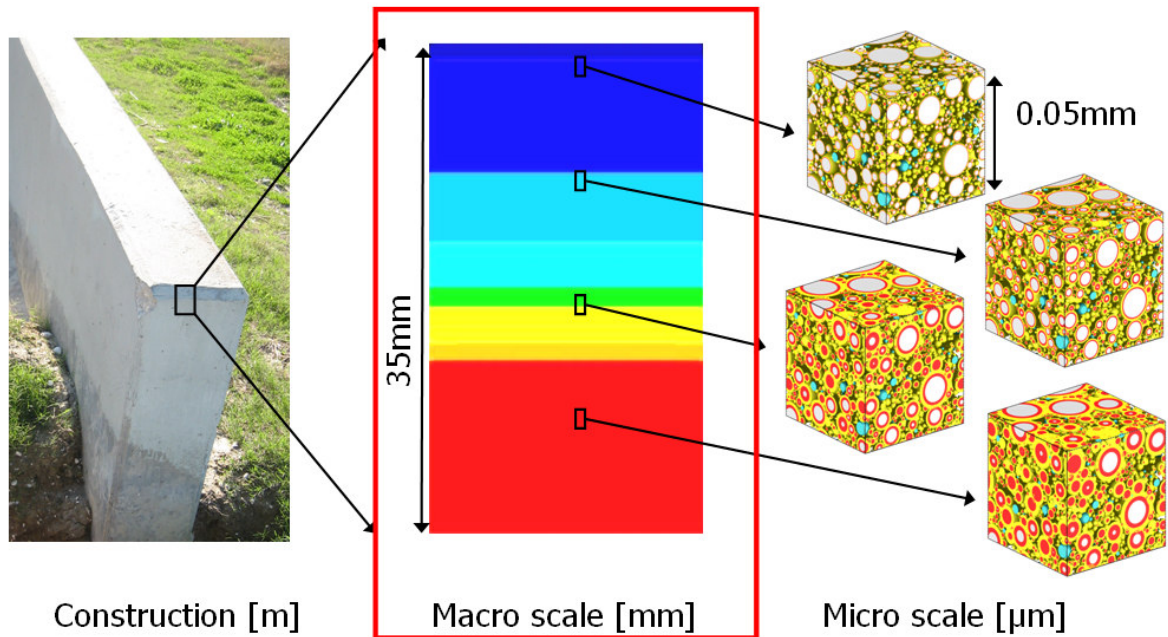 0.05mm
35mm
Construction [m]
Macro scale [mm]
Micro scale [µm]